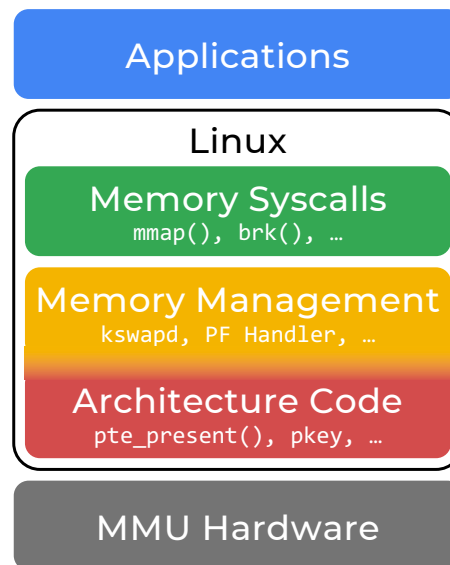 Applications
Linux
Memory Syscalls
mmap(), brk(), …
Memory Management
kswapd, PF Handler, …
Architecture Code
pte_present(), pkey, …
MMU Hardware